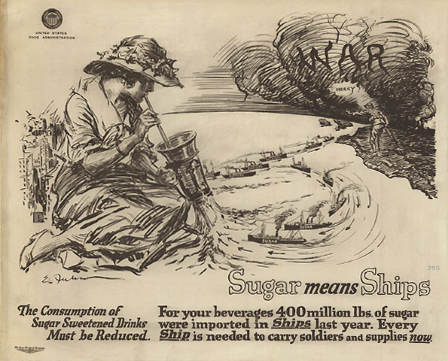 UNITED STATES
FOOD ADMINISTRATION
WAR
SUGAR
SUGAR
Sugar means Ships
The Consumption of
Sugar Sweetened Drinks
Must be Reduced.
For your beverages 400 million lbs. of sugar
were imported in Ships last year. Every
Ship is needed to carry soldiers and supplies now.